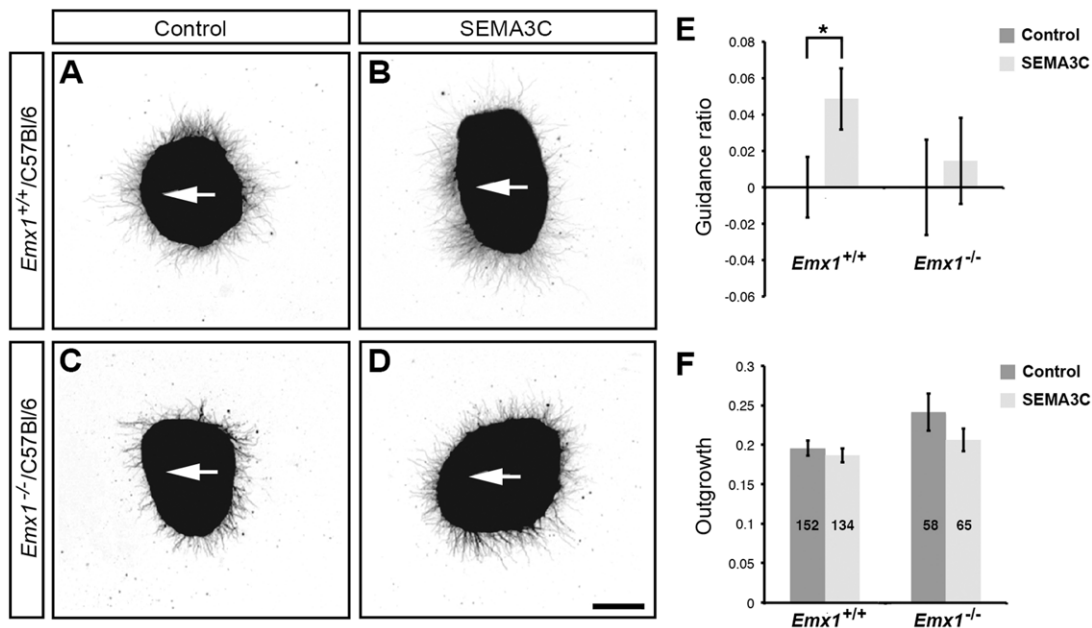 Control
SEMA3C
Emx1+/+/C57Bl/6
A
B
Emx1-/-/C57Bl/6
C
D
E
Guidance ratio
0.08
0.06
0.04
0.02
0
-0.02
-0.04
-0.06
*
Emx1+/+
Emx1-/-
Control
SEMA3C
F
Outgrowth
0.3
0.25
0.2
0.15
0.1
0.05
0
152
134
58
65
Emx1+/+
Emx1-/-
Control
SEMA3C